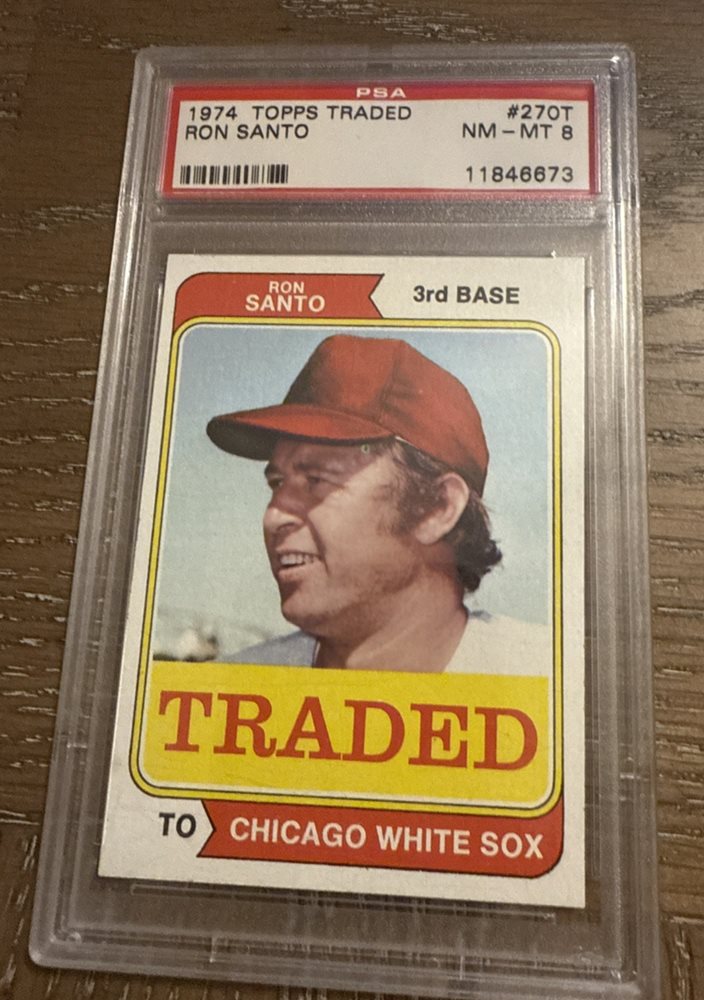 PSA
1974 TOPPS TRADED #270T
RON SANTO NM - MT 8
11846673
RON
SANTO
3rd BASE
TRADED
TO CHICAGO WHITE SOX